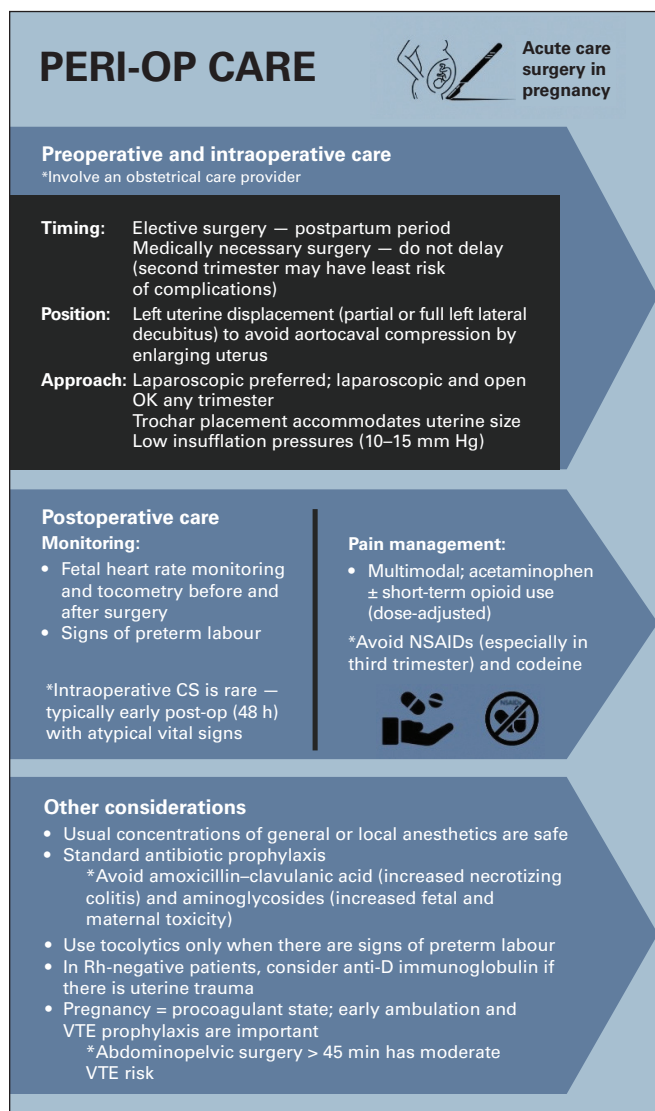 PERI-OP CARE
Acute care
surgery in
pregnancy
Preoperative and intraoperative care
*Involve an obstetrical care provider
Timing: Elective surgery — postpartum period
Medically necessary surgery — do not delay
(second trimester may have least risk
of complications)
Position: Left uterine displacement (partial or full left lateral
decubitus) to avoid aortocaval compression by
enlarging uterus
Approach: Laparoscopic preferred; laparoscopic and open
OK any trimester
Trochar placement accommodates uterine size
Low insufflation pressures (10–15 mm Hg)
Postoperative care
Monitoring:
• Fetal heart rate monitoring
and tocometry before and
after surgery
• Signs of preterm labour
*Intraoperative CS is rare —
typically early post-op (48 h)
with atypical vital signs
Pain management:
• Multimodal; acetaminophen
± short-term opioid use
(dose-adjusted)
*Avoid NSAIDs (especially in
third trimester) and codeine
NSAIDs
Other considerations
• Usual concentrations of general or local anesthetics are safe
• Standard antibiotic prophylaxis
*Avoid amoxicillin–clavulanic acid (increased necrotizing
colitis) and aminoglycosides (increased fetal and
maternal toxicity)
• Use tocolytics only when there are signs of preterm labour
• In Rh-negative patients, consider anti-D immunoglobulin if
there is uterine trauma
• Pregnancy = procoagulant state; early ambulation and
VTE prophylaxis are important
*Abdominopelvic surgery > 45 min has moderate
VTE risk